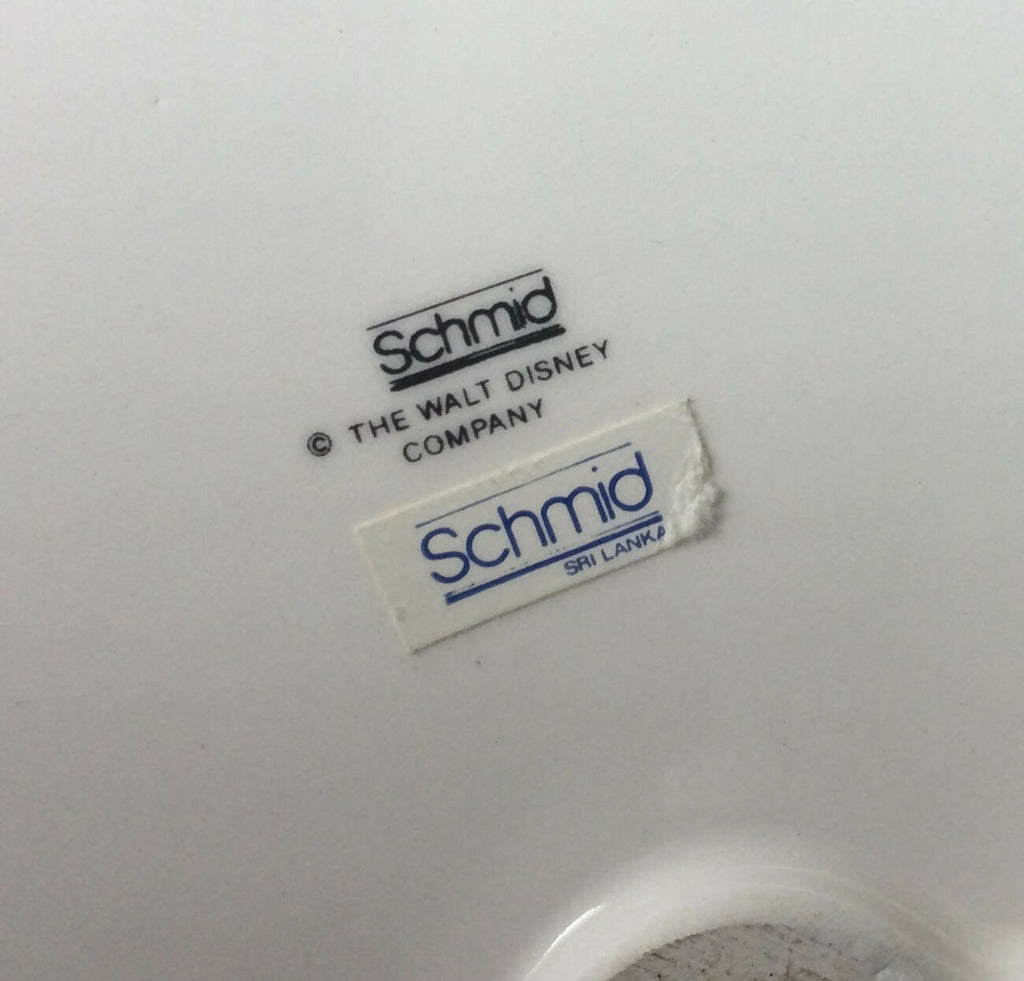 Schmid
© THE WALT DISNEY
COMPANY
Schmid
SRI LANKA